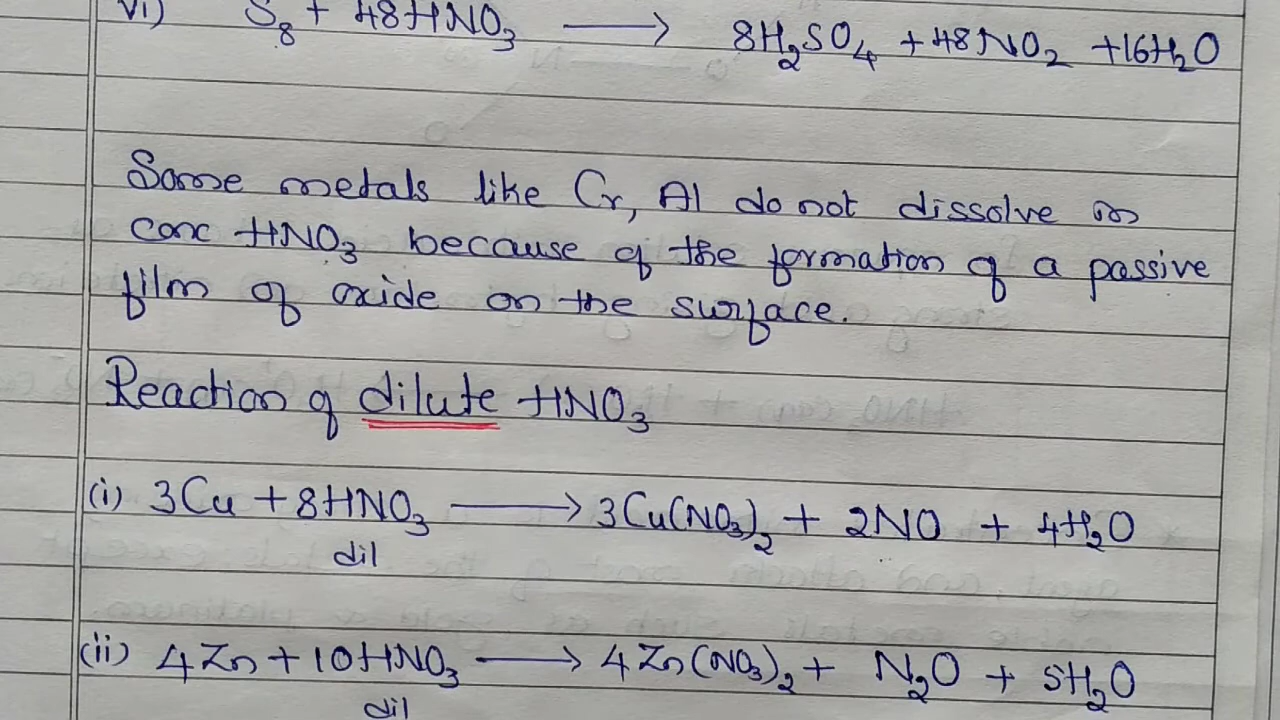 vi) S₈ + 48HNO₃ ⟶ 8H₂SO₄ + 48NO₂ + 16H₂O
Some metals like Cr, Al do not dissolve in
conc HNO₃ because of the formation of a passive
film of oxide on the surface.
Reaction of dilute HNO₃
(i) 3Cu + 8HNO₃ ⟶ 3Cu(NO₃)₂ + 2NO + 4H₂O
dil
(ii) 4Zn + 10HNO₃ ⟶ 4Zn(NO₃)₂ + N₂O + 5H₂O
dil